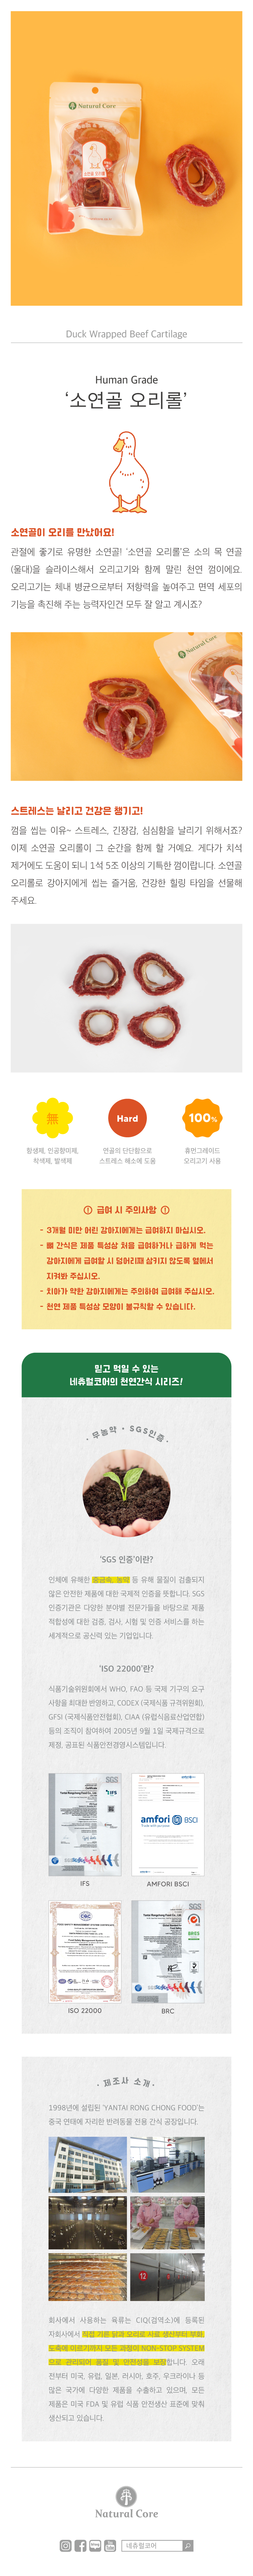 Natural Core
소연골 오리롤
Duck Wrapped Beef Cartilage
Human Grade
‘소연골 오리롤’
소연골이 오리를 만났어요!
관절에 좋기로 유명한 소연골! ‘소연골 오리롤’은 소의 목 연골
(울대)을 슬라이스해서 오리고기와 함께 말린 천연 껌이에요.
오리고기는 체내 병균으로부터 저항력을 높여주고 면역 세포의
기능을 촉진해 주는 능력자인건 모두 잘 알고 계시죠?
Natural Core
스트레스는 날리고 건강은 챙기고!
껌을 씹는 이유~ 스트레스, 긴장감, 심심함을 날리기 위해서죠?
이제 소연골 오리롤이 그 순간을 함께 할 거예요. 게다가 치석
제거에도 도움이 되니 1석 5조 이상의 기특한 껌이랍니다. 소연골
오리롤로 강아지에게 씹는 즐거움, 건강한 힐링 타임을 선물해
주세요.
無
Hard
100%
항생제, 인공향미제,
착색제, 발색제
연골의 단단함으로
스트레스 해소에 도움
휴먼그레이드
오리고기 사용
급여 시 주의사항
- 3개월 미만 어린 강아지에게는 급여하지 마십시오.
- 뼈 간식은 제품 특성상 처음 급여하거나 급하게 먹는
강아지에게 급여할 시 덩어리째 삼키지 않도록 옆에서
지켜봐 주십시오.
- 치아가 약한 강아지에게는 주의하여 급여해 주십시오.
- 천연 제품 특성상 모양이 불규칙할 수 있습니다.
믿고 먹일 수 있는
네츄럴코어의 천연간식 시리즈!
· 무농약 · SGS인증 ·
‘SGS 인증’이란?
인체에 유해한 중금속, 농약 등 유해 물질이 검출되지
않은 안전한 제품에 대한 국제적 인증을 뜻합니다. SGS
인증기관은 다양한 분야별 전문가들을 바탕으로 제품
적합성에 대한 검증, 검사, 시험 및 인증 서비스를 하는
세계적으로 공신력 있는 기업입니다.
‘ISO 22000’란?
식품기술위원회에서 WHO, FAO 등 국제 기구의 요구
사항을 최대한 반영하고, CODEX (국제식품 규격위원회),
GFSI (국제식품안전협회), CIAA (유럽식음료산업연합)
등의 조직이 참여하여 2005년 9월 1일 국제규격으로
제정, 공표된 식품안전경영시스템입니다.
SGS
IFS
amfori BSCI
IFS
AMFORI BSCI
CQC
SGS
BRCS
ISO 22000
BRC
· 제조사 소개 ·
1998년에 설립된 ‘YANTAI RONG CHONG FOOD’는
중국 연태에 자리한 반려동물 전용 간식 공장입니다.
12
회사에서 사용하는 육류는 CIQ(검역소)에 등록된
자회사에서 직접 기른 닭과 오리로 사료 생산부터 부화,
도축에 이르기까지 모든 과정이 NON-STOP SYSTEM
으로 관리되어 품질 및 안전성을 보장합니다. 오래
전부터 미국, 유럽, 일본, 러시아, 호주, 우크라이나 등
많은 국가에 다양한 제품을 수출하고 있으며, 모든
제품은 미국 FDA 및 유럽 식품 안전생산 표준에 맞춰
생산되고 있습니다.
Natural Core
네츄럴코어